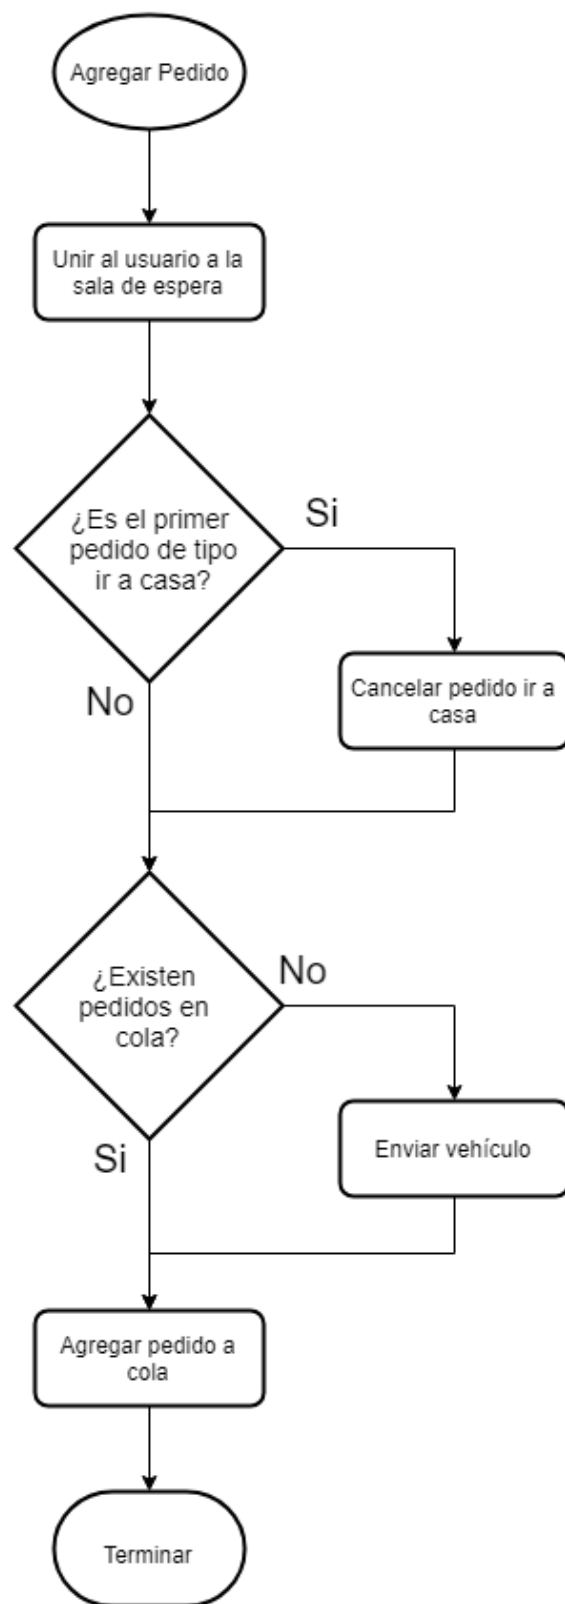 Agregar Pedido
Unir al usuario a la
sala de espera
¿Es el primer
pedido de tipo
ir a casa?
Si
Cancelar pedido ir a
casa
No
¿Existen
pedidos en
cola?
No
Enviar vehículo
Si
Agregar pedido a
cola
Terminar